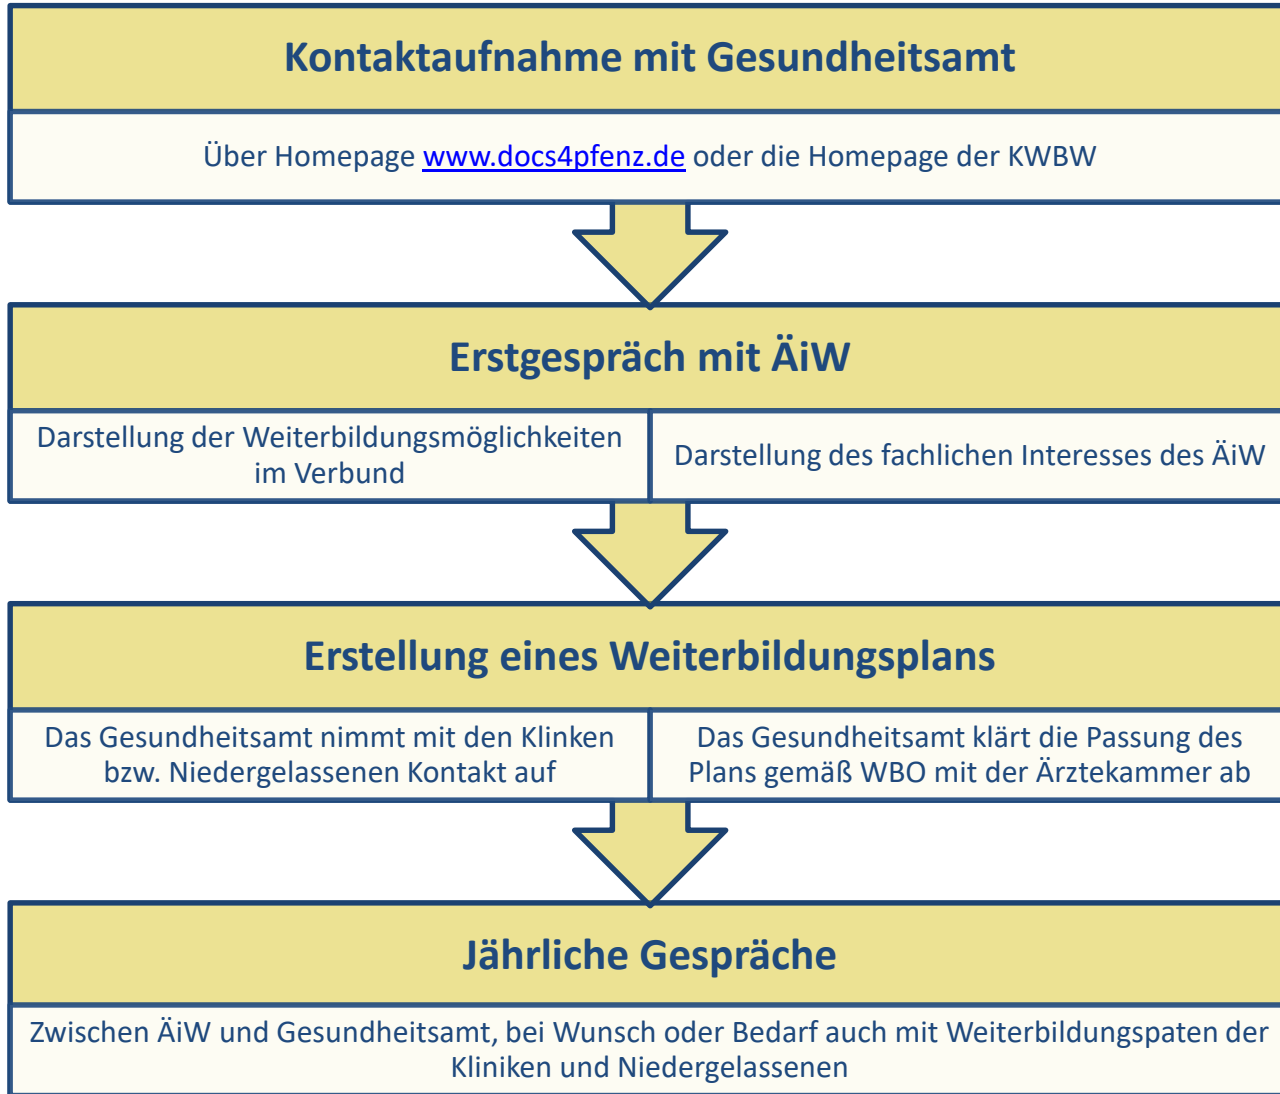 Kontaktaufnahme mit Gesundheitsamt
Über Homepage www.docs4pfenz.de oder die Homepage der KWBW
Erstgespräch mit ÄiW
Darstellung der Weiterbildungsmöglichkeiten
im Verbund
Darstellung des fachlichen Interesses des ÄiW
Erstellung eines Weiterbildungsplans
Das Gesundheitsamt nimmt mit den Klinken
bzw. Niedergelassenen Kontakt auf
Das Gesundheitsamt klärt die Passung des
Plans gemäß WBO mit der Ärztekammer ab
Jährliche Gespräche
Zwischen ÄiW und Gesundheitsamt, bei Wunsch oder Bedarf auch mit Weiterbildungspaten der
Kliniken und Niedergelassenen